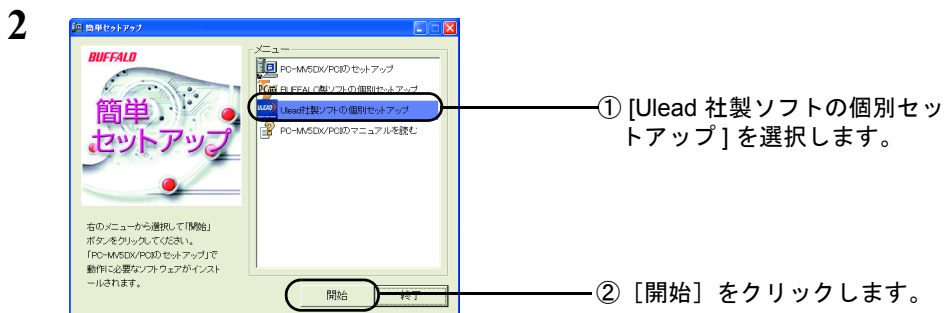 2
簡単セットアップ
BUFFALO
簡単
セットアップ
右のメニューから選択して「開始」
ボタンをクリックしてください。
「PC-MV5DX/PCIのセットアップ」で
動作に必要なソフトウェアがインスト
ールされます。
メニュー
PC-MV5DX/PCIのセットアップ
BUFFALO製ソフトの個別セットアップ
Ulead社製ソフトの個別セットアップ
PC-MV5DX/PCIのマニュアルを読む
開始
終了
① [Ulead 社製ソフトの個別セッ
トアップ ] を選択します。
② ［開始］をクリックします。